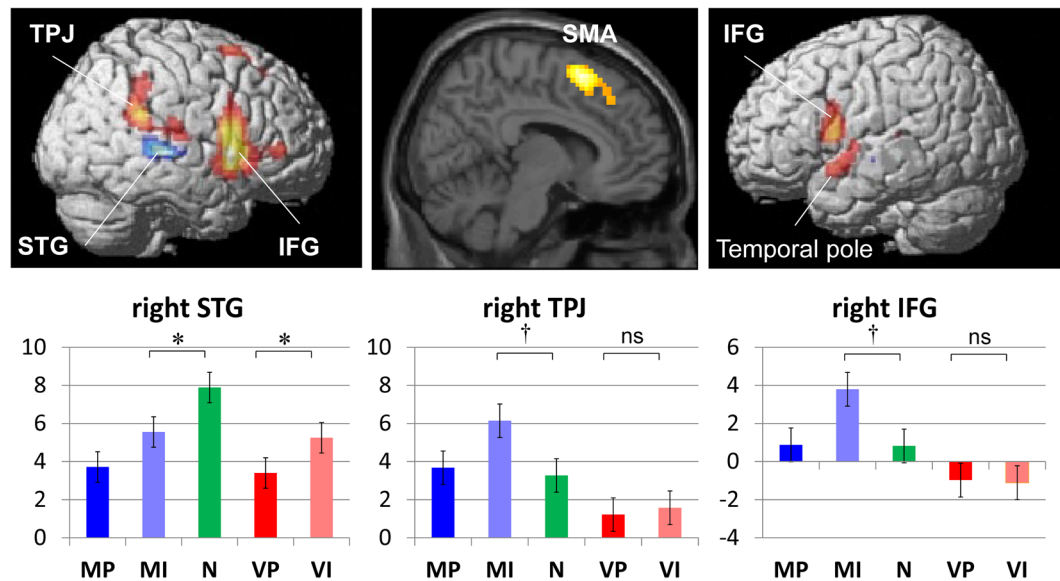 TPJ
STG
IFG
SMA
IFG
Temporal pole
right STG
10
8
6
4
2
0
* *
MP MI N VP VI
right TPJ
10
8
6
4
2
0
† ns
MP MI N VP VI
right IFG
6
4
2
0
-2
-4
† ns
MP MI N VP VI